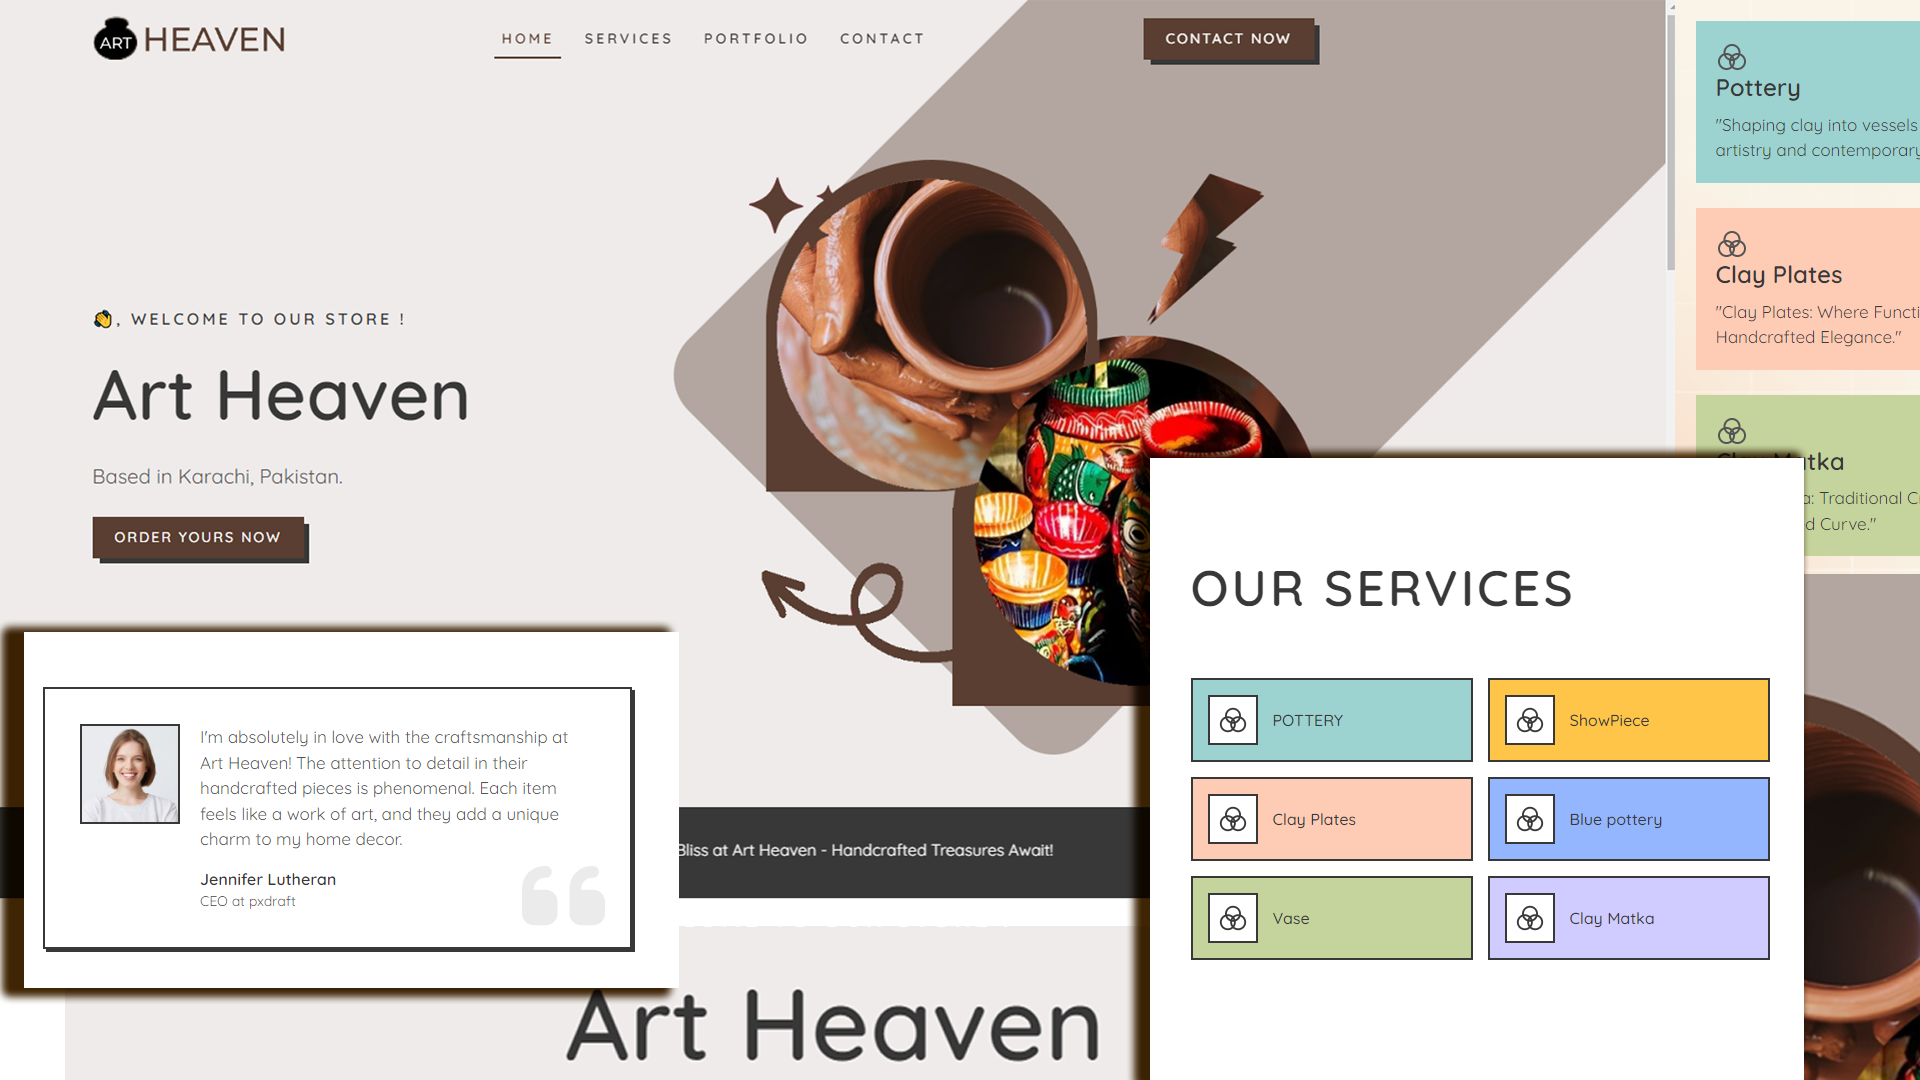 ART HEAVEN
HOME SERVICES PORTFOLIO CONTACT
CONTACT NOW
, WELCOME TO OUR STORE !
Art Heaven
Based in Karachi, Pakistan.
ORDER YOURS NOW
Pottery
"Shaping clay into vessels
artistry and contemporary
Clay Plates
"Clay Plates: Where Functi
Handcrafted Elegance."
Clay Matka
a: Traditional C
d Curve."
I'm absolutely in love with the craftsmanship at
Art Heaven! The attention to detail in their
handcrafted pieces is phenomenal. Each item
feels like a work of art, and they add a unique
charm to my home decor.
Jennifer Lutheran
CEO at pxdraft
Bliss at Art Heaven - Handcrafted Treasures Await!
Art Heaven
OUR SERVICES
POTTERY
ShowPiece
Clay Plates
Blue pottery
Vase
Clay Matka